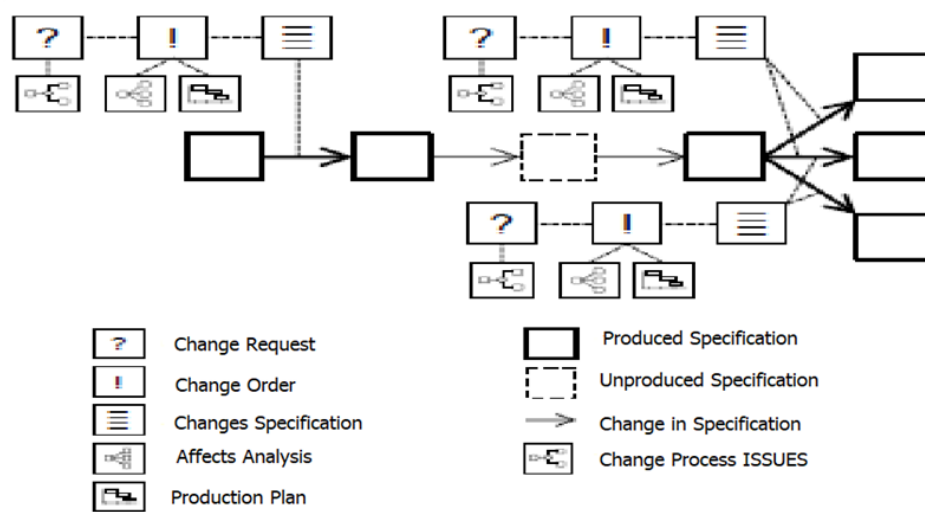 ? !
? !
? !
? Change Request
! Change Order
Changes Specification
Affects Analysis
Production Plan
Produced Specification
Unproduced Specification
Change in Specification
Change Process ISSUES